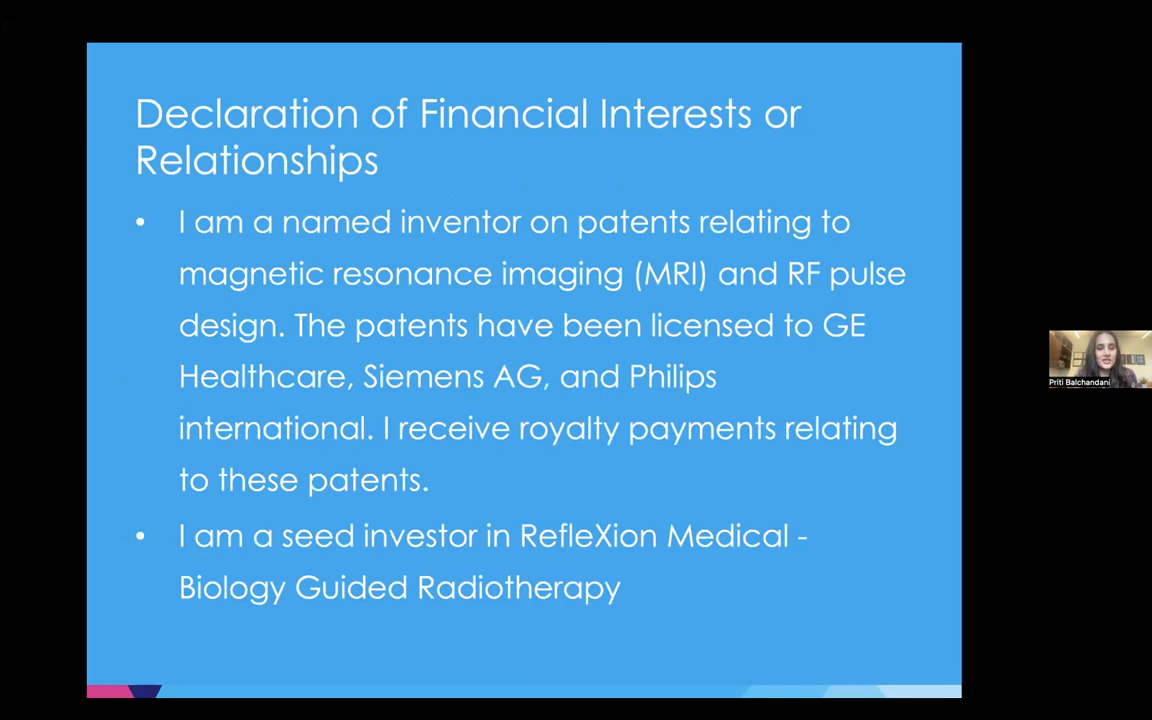 Declaration of Financial Interests or
Relationships
• I am a named inventor on patents relating to
magnetic resonance imaging (MRI) and RF pulse
design. The patents have been licensed to GE
Healthcare, Siemens AG, and Philips
international. I receive royalty payments relating
to these patents.
• I am a seed investor in RefleXion Medical -
Biology Guided Radiotherapy
Priti Balchandani